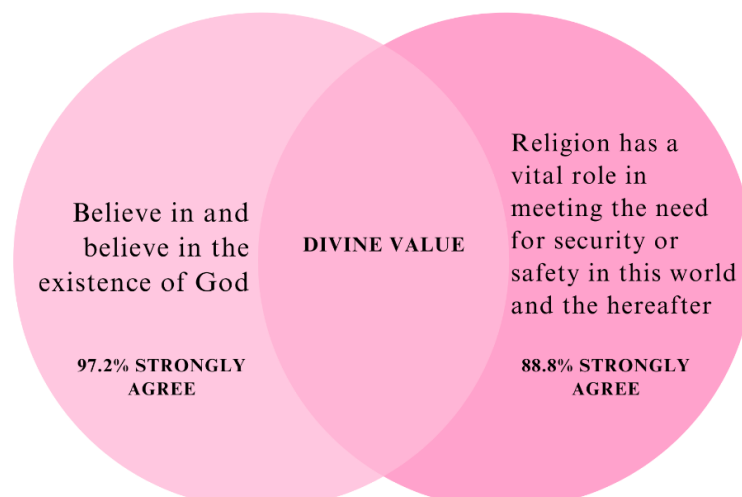 Believe in and
believe in the
existence of God
97.2% STRONGLY
AGREE
DIVINE VALUE
Religion has a
vital role in
meeting the need
for security or
safety in this world
and the hereafter
88.8% STRONGLY
AGREE